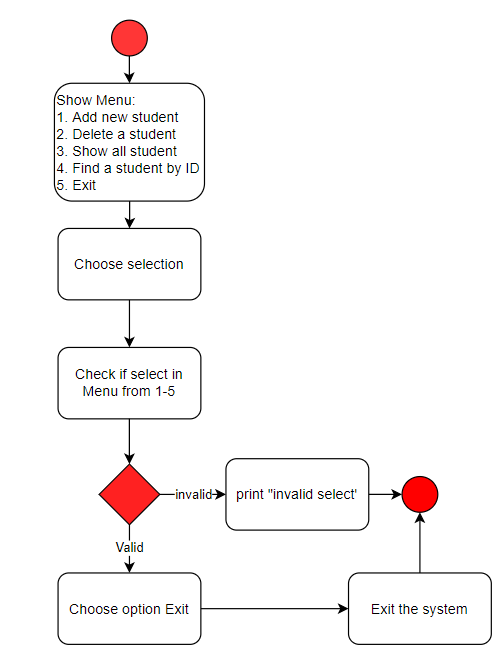 Show Menu:
1. Add new student
2. Delete a student
3. Show all student
4. Find a student by ID
5. Exit
Choose selection
Check if select in
Menu from 1-5
invalid
print "invalid select'
Valid
Choose option Exit
Exit the system